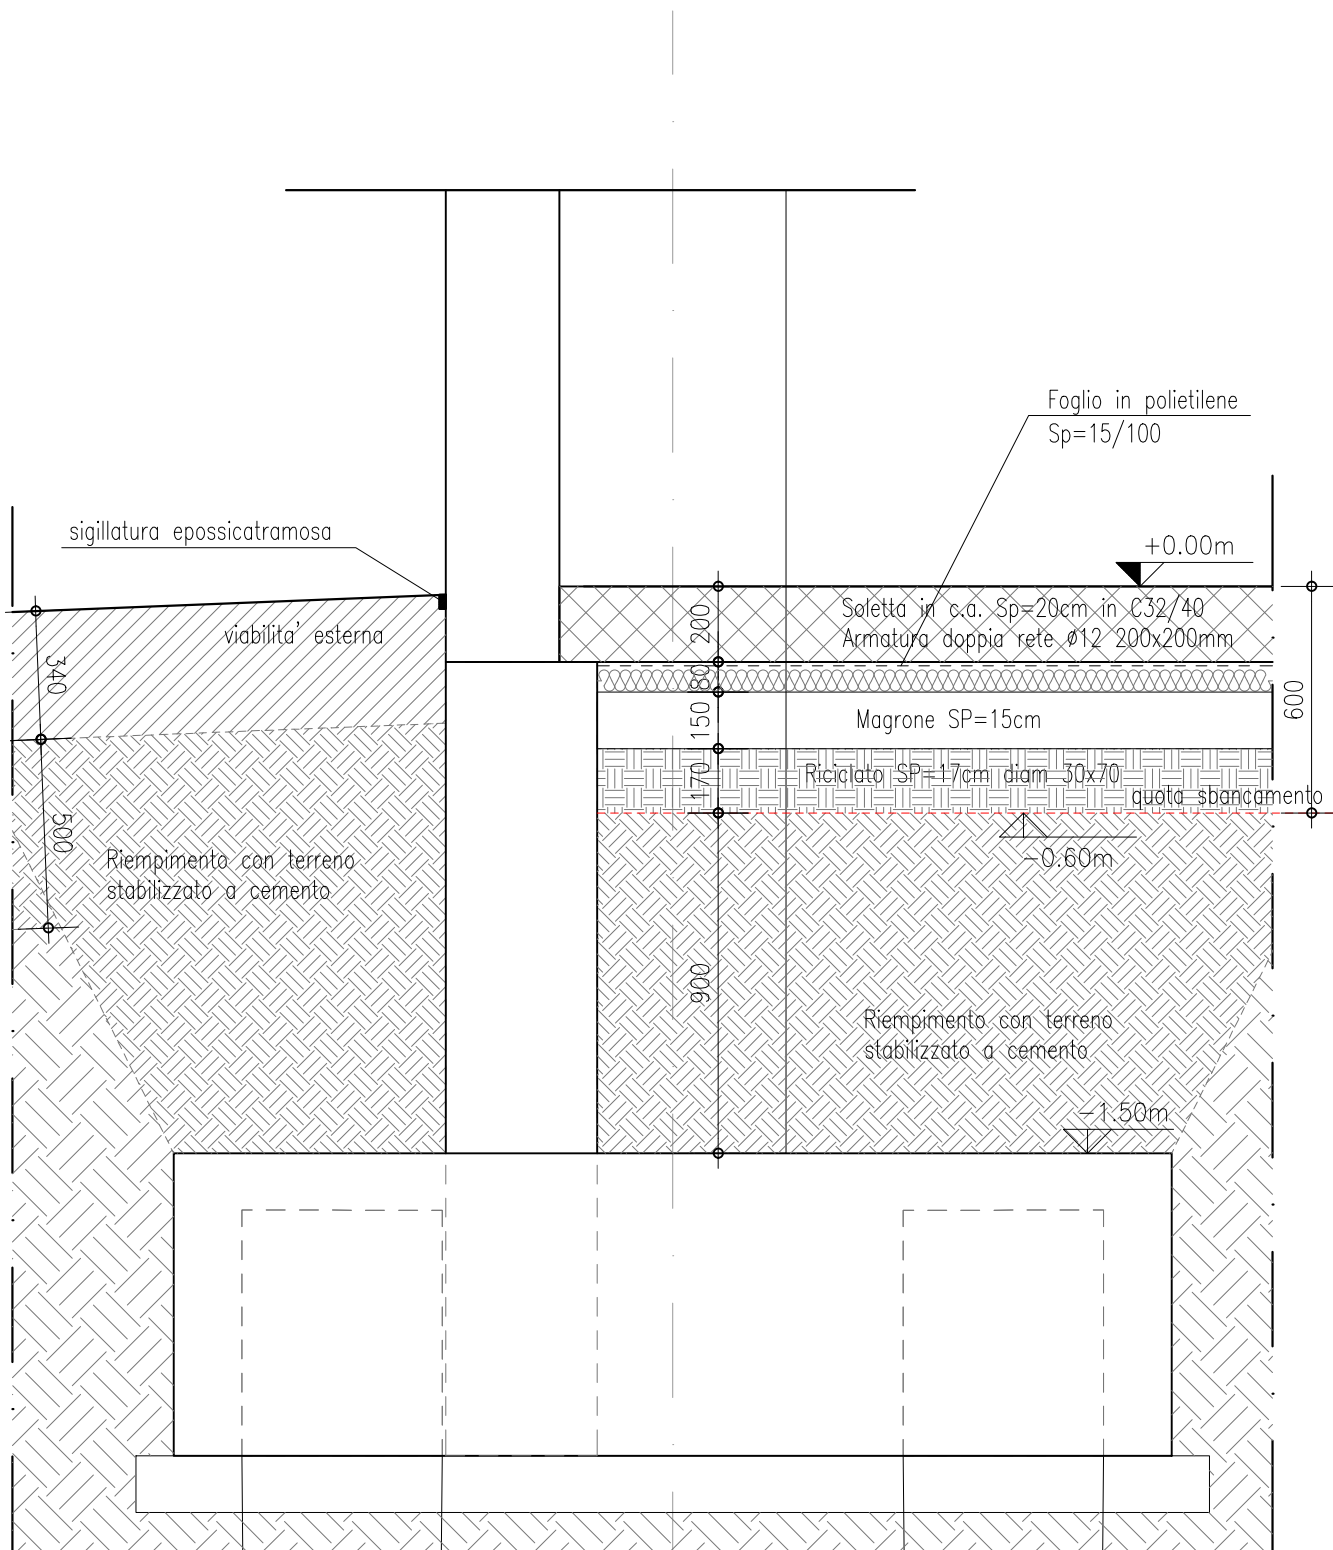 Foglio in polietilene
Sp=15/100
sigillatura epossicatramosa
+0.00m
200
Soletta in c.a. Sp=20cm in C32/40
Armatura doppia rete ø12 200x200mm
viabilita' esterna
340
80
600
150
Magrone SP=15cm
170
Riciclato SP=17cm diam 30x70
quota sbancamento
500
-0.60m
Riempimento con terreno
stabilizzato a cemento
900
Riempimento con terreno
stabilizzato a cemento
-1.50m